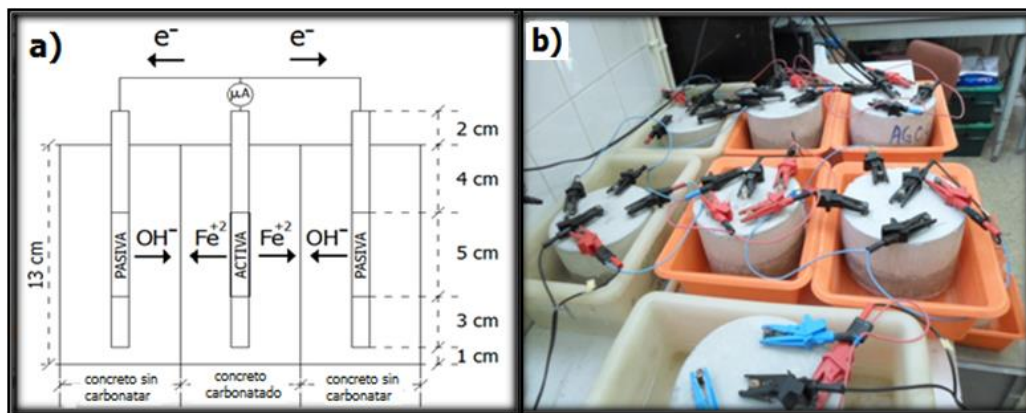 a)
e⁻ e⁻
μA
2 cm
4 cm
13 cm
PASIVA
OH⁻
Fe⁺²
ACTIVA
Fe⁺²
OH⁻
PASIVA
5 cm
3 cm
1 cm
concreto sin
carbonatar
concreto
carbonatado
concreto sin
carbonatar
b)
AGC